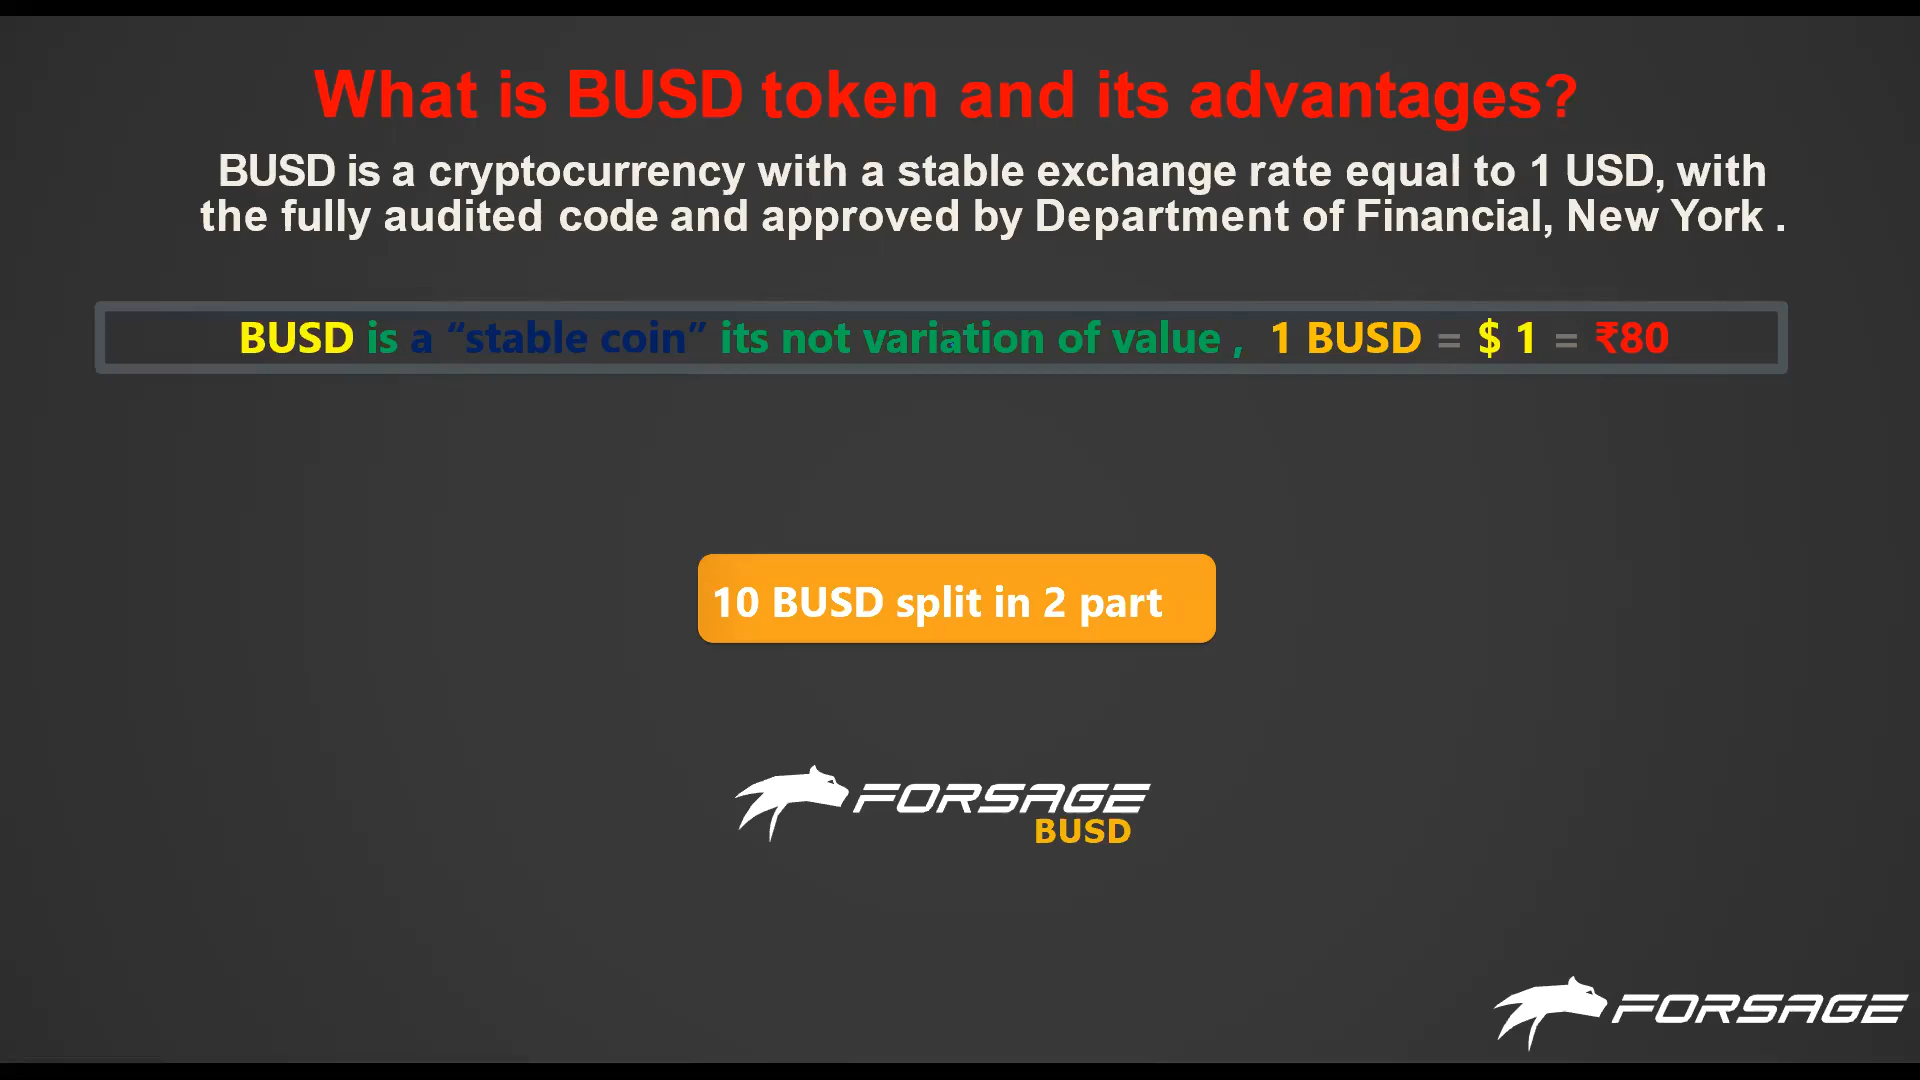 What is BUSD token and its advantages?
BUSD is a cryptocurrency with a stable exchange rate equal to 1 USD, with
the fully audited code and approved by Department of Financial, New York .
BUSD is a “stable coin” its not variation of value , 1 BUSD = $ 1 = ₹80
10 BUSD split in 2 part
FORSAGE
BUSD
FORSAGE